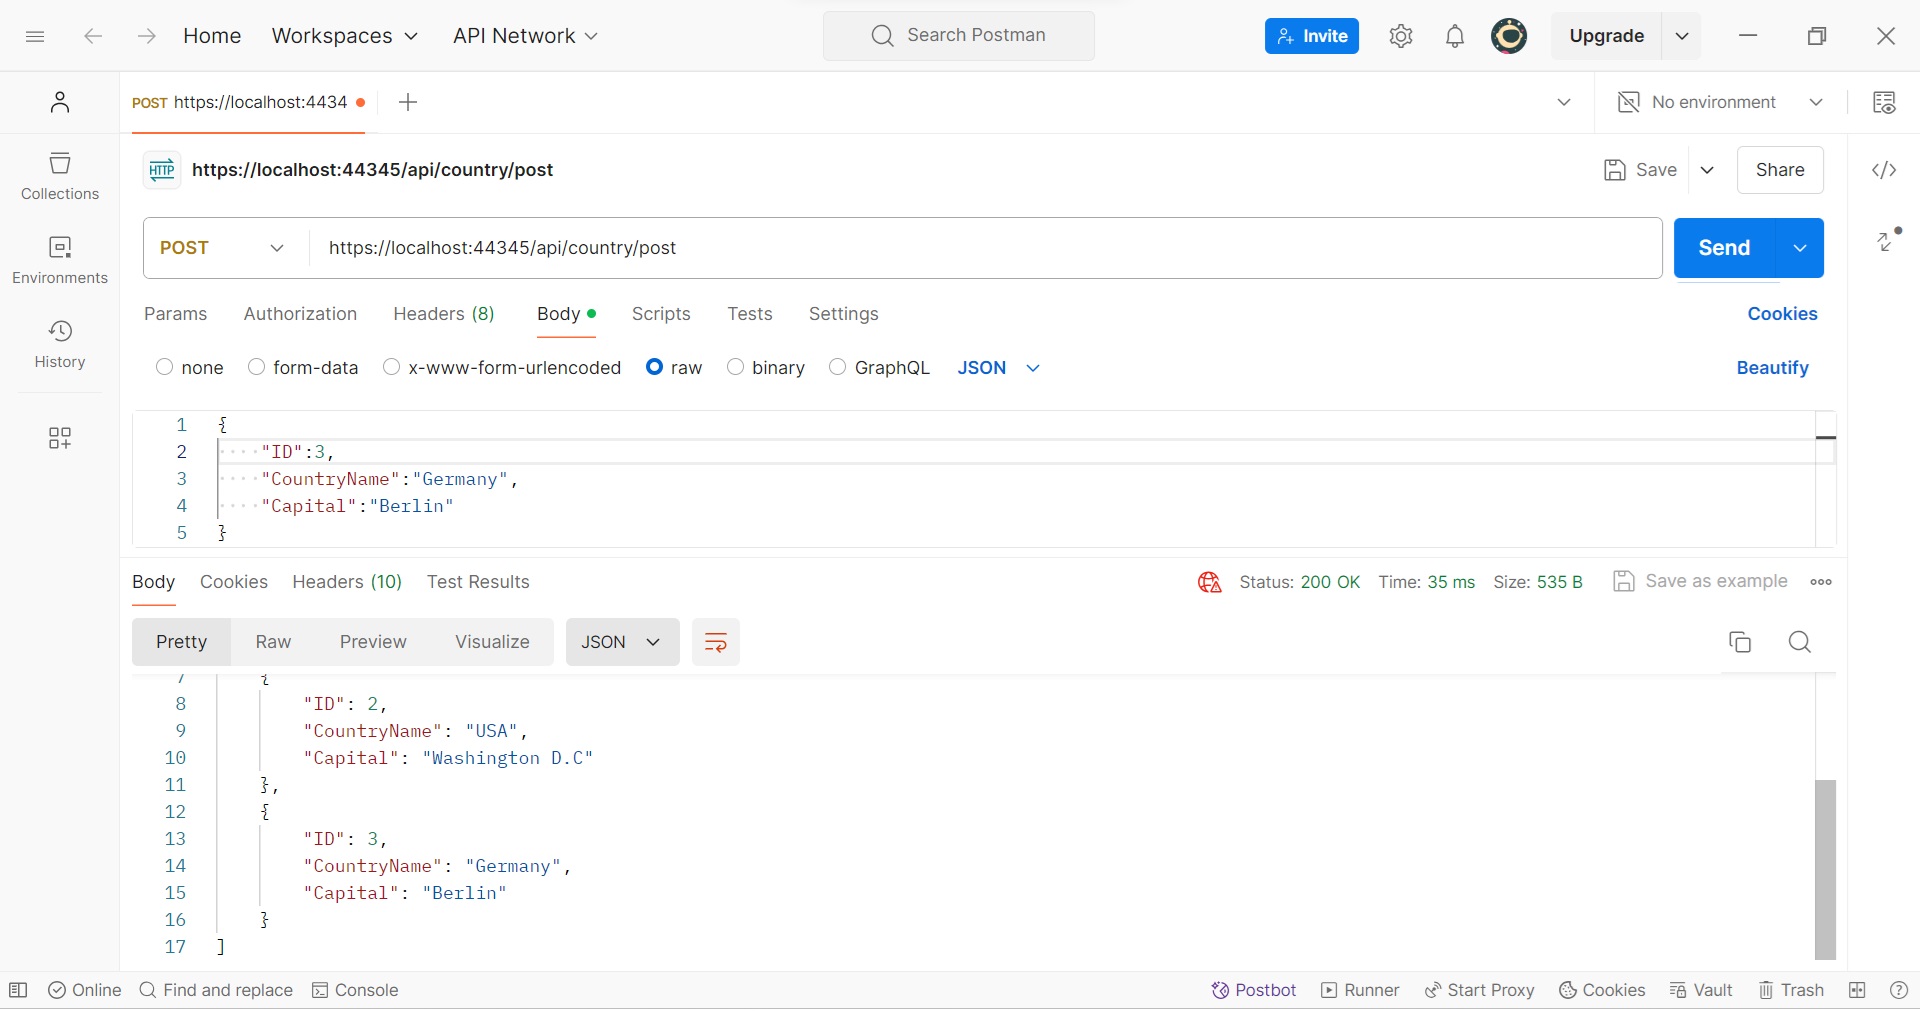 Home Workspaces API Network Search Postman Invite Upgrade
POST https://localhost:4434 No environment
HTTP https://localhost:44345/api/country/post Save Share
Collections
POST https://localhost:44345/api/country/post Send
Environments
Params Authorization Headers (8) Body Scripts Tests Settings Cookies
History
none form-data x-www-form-urlencoded raw binary GraphQL JSON Beautify
1 {
2 "ID":3,
3 "CountryName":"Germany",
4 "Capital":"Berlin"
5 }
Body Cookies Headers (10) Test Results Status: 200 OK Time: 35 ms Size: 535 B Save as example
Pretty Raw Preview Visualize JSON
7 {
8 "ID": 2,
9 "CountryName": "USA",
10 "Capital": "Washington D.C"
11 },
12 {
13 "ID": 3,
14 "CountryName": "Germany",
15 "Capital": "Berlin"
16 }
17 ]
Online Find and replace Console Postbot Runner Start Proxy Cookies Vault Trash